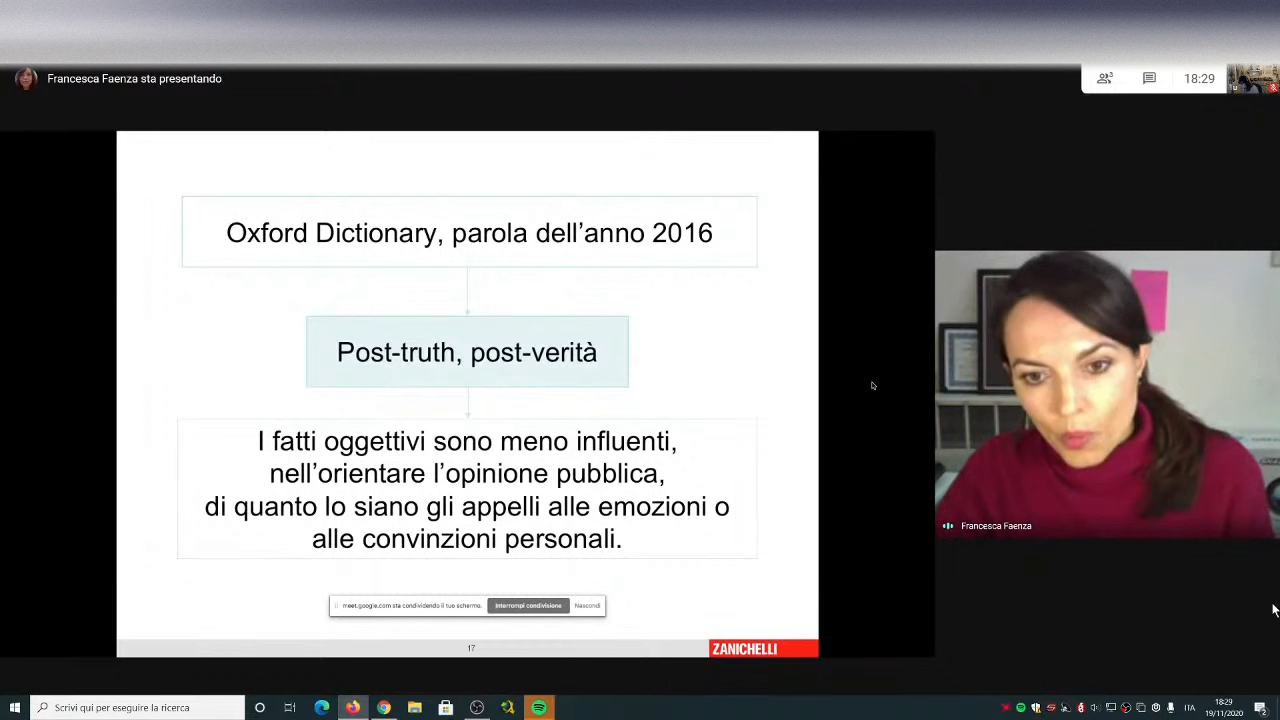 Francesca Faenza sta presentando
3
18:29
Tu
Oxford Dictionary, parola dell'anno 2016
Post-truth, post-verità
I fatti oggettivi sono meno influenti,
nell'orientare l'opinione pubblica,
di quanto lo siano gli appelli alle emozioni o
alle convinzioni personali.
Francesca Faenza
meet.google.com sta condividendo il tuo schermo.
Interrompi condivisione
Nascondi
17
ZANICHELLI
Scrivi qui per eseguire la ricerca
ITA
18:29
19/11/2020